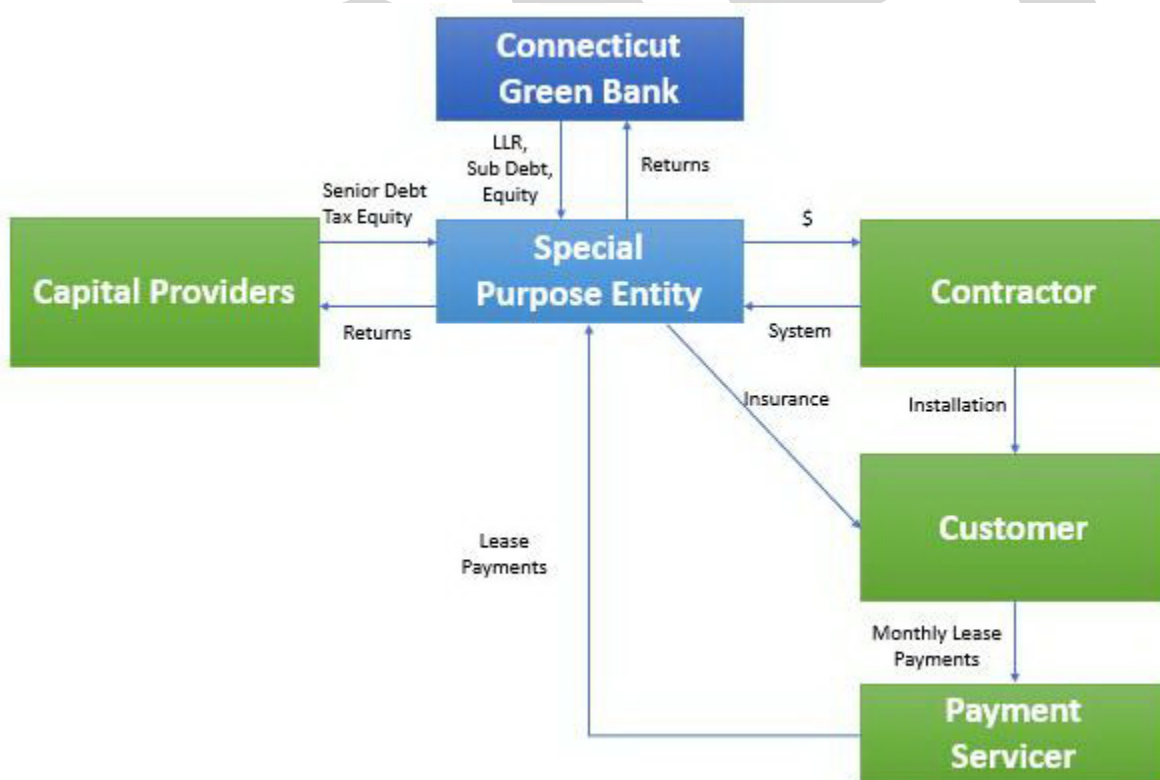 Connecticut
Green Bank
LLR,
Sub Debt,
Equity
Returns
Senior Debt
Tax Equity
$
Capital Providers
Special
Purpose Entity
Contractor
Returns
System
Insurance
Installation
Customer
Lease
Payments
Monthly Lease
Payments
Payment
Servicer